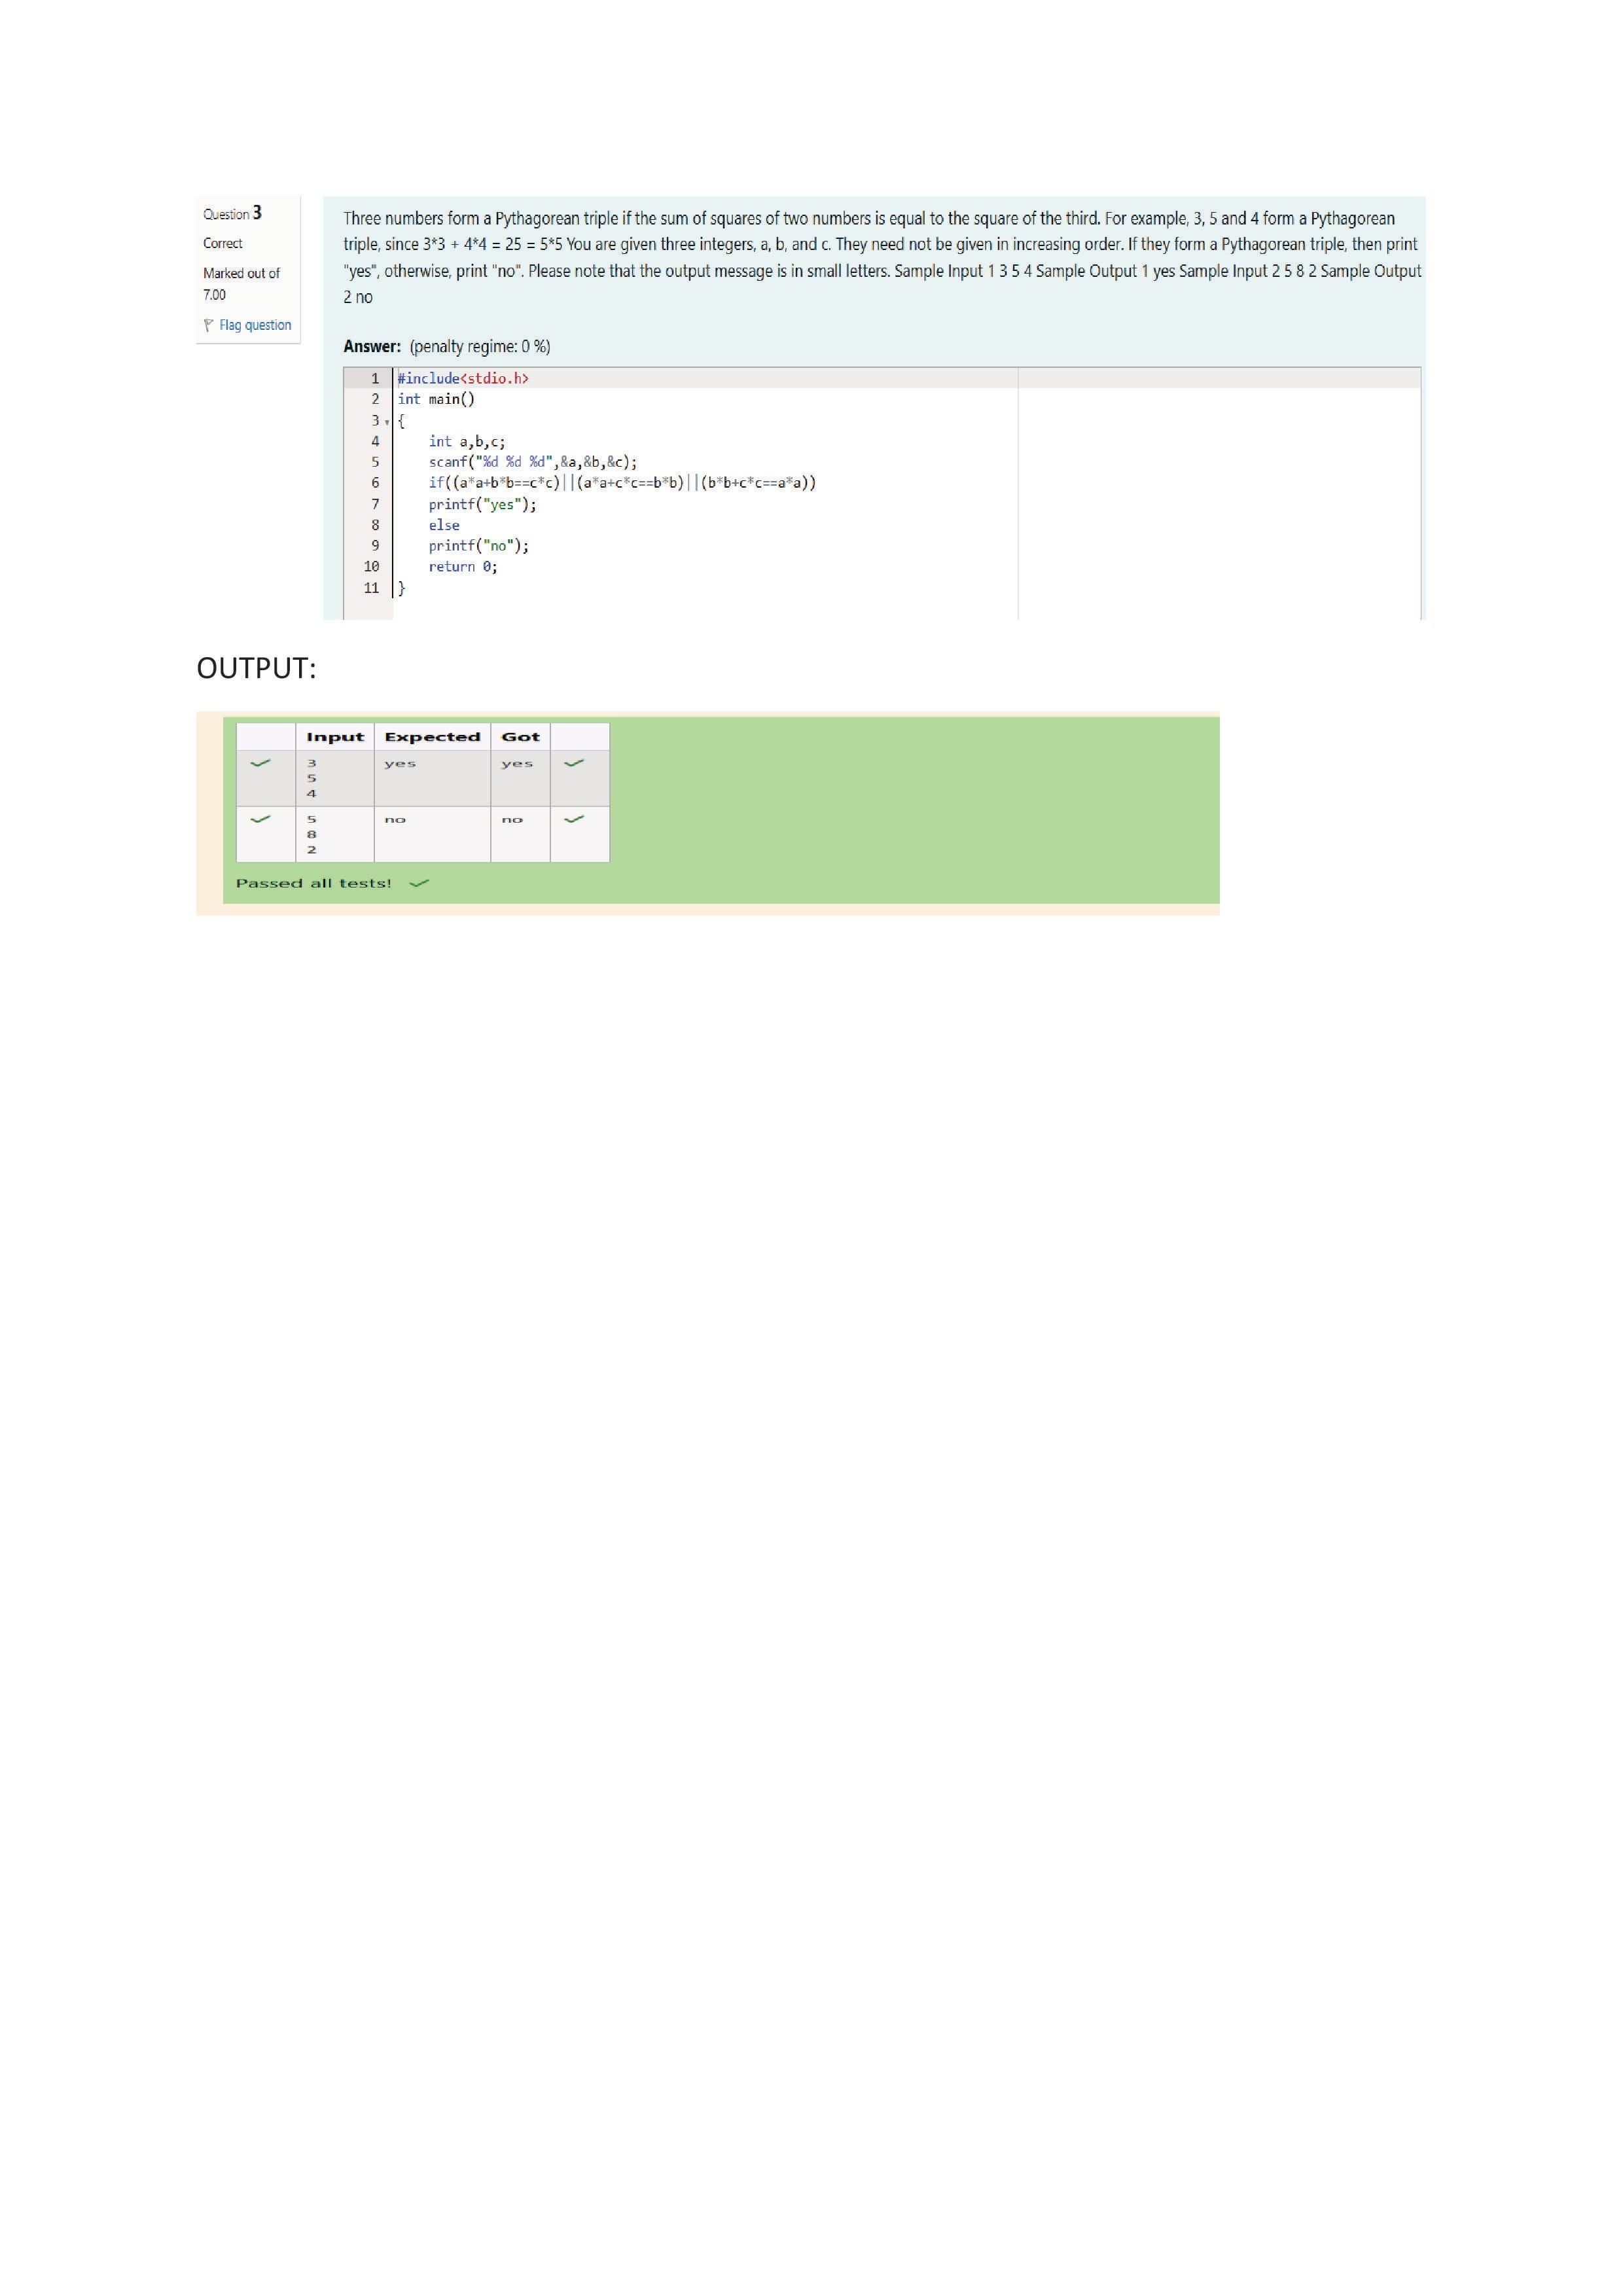 Question 3
Correct
Marked out of
7.00
Flag question
Three numbers form a Pythagorean triple if the sum of squares of two numbers is equal to the square of the third. For example, 3, 5 and 4 form a Pythagorean
triple, since 3*3 + 4*4 = 25 = 5*5 You are given three integers, a, b, and c. They need not be given in increasing order. If they form a Pythagorean triple, then print
"yes", otherwise, print "no". Please note that the output message is in small letters. Sample Input 1 3 5 4 Sample Output 1 yes Sample Input 2 5 8 2 Sample Output
2 no
Answer: (penalty regime: 0 %)
1 #include<stdio.h>
2 int main()
3 {
4 int a,b,c;
5 scanf("%d %d %d",&a,&b,&c);
6 if((a*a+b*b==c*c)||(a*a+c*c==b*b)||(b*b+c*c==a*a))
7 printf("yes");
8 else
9 printf("no");
10 return 0;
11 }
OUTPUT:
Input Expected Got
3 yes yes
5
4
5 no no
8
2
Passed all tests!